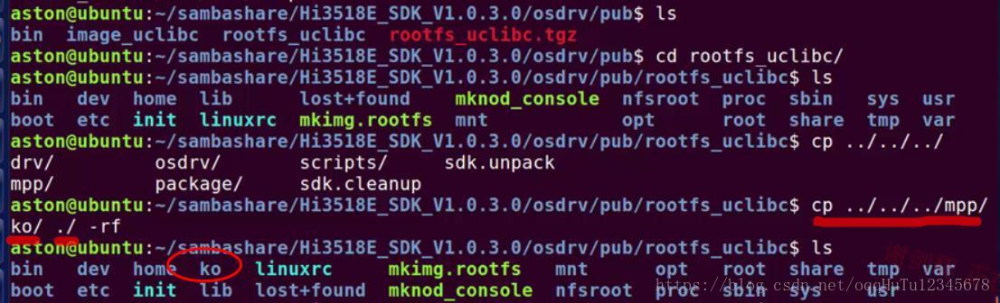 aston@ubuntu:~/sambashare/Hi3518E_SDK_V1.0.3.0/osdrv/pub$ ls
bin image_uclibc rootfs_uclibc rootfs_uclibc.tgz
aston@ubuntu:~/sambashare/Hi3518E_SDK_V1.0.3.0/osdrv/pub$ cd rootfs_uclibc/
aston@ubuntu:~/sambashare/Hi3518E_SDK_V1.0.3.0/osdrv/pub/rootfs_uclibc$ ls
bin dev home lib lost+found mknod_console nfsroot proc sbin sys usr
boot etc init linuxrc mkimg.rootfs mnt opt root share tmp var
aston@ubuntu:~/sambashare/Hi3518E_SDK_V1.0.3.0/osdrv/pub/rootfs_uclibc$ cp ../../../
drv/ osdrv/ scripts/ sdk.unpack
mpp/ package/ sdk.cleanup
aston@ubuntu:~/sambashare/Hi3518E_SDK_V1.0.3.0/osdrv/pub/rootfs_uclibc$ cp ../../../mpp/
ko/ ./ -rf
aston@ubuntu:~/sambashare/Hi3518E_SDK_V1.0.3.0/osdrv/pub/rootfs_uclibc$ ls
bin dev home ko linuxrc mkimg.rootfs mnt opt root share tmp var
boot etc init lib lost+found mknod_console nfsroot proc sbin sys usr